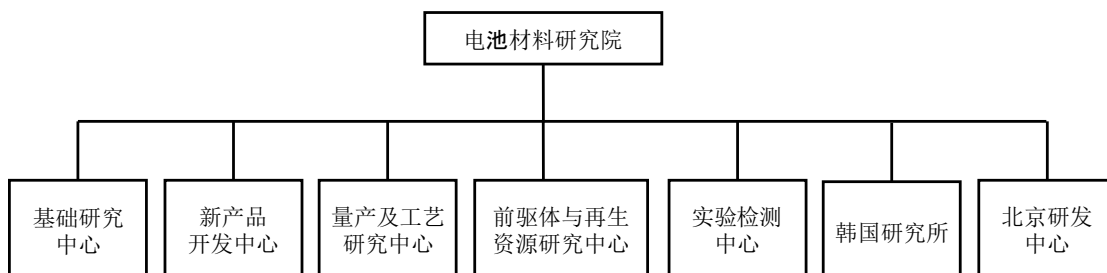 电池材料研究院
基础研究
中心
新产品
开发中心
量产及工艺
研究中心
前驱体与再生
资源研究中心
实验检测
中心
韩国研究所
北京研发
中心